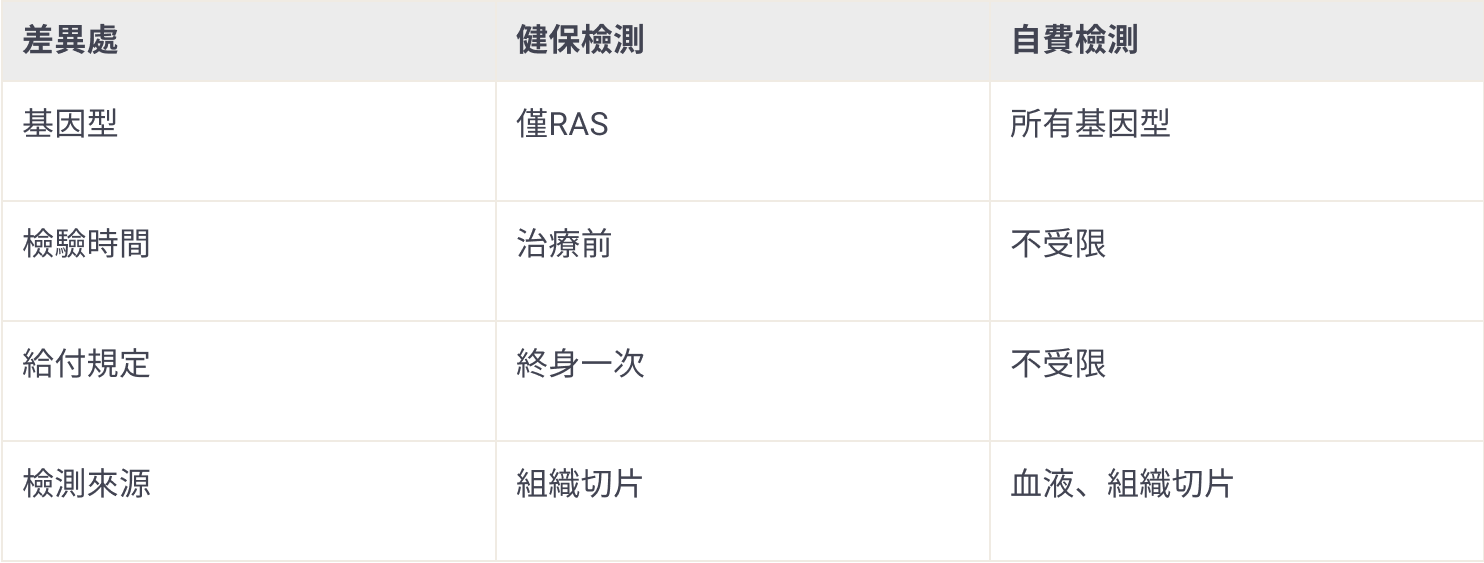 差異處 健保檢測 自費檢測
基因型 僅RAS 所有基因型
檢驗時間 治療前 不受限
給付規定 終身一次 不受限
檢測來源 組織切片 血液、組織切片